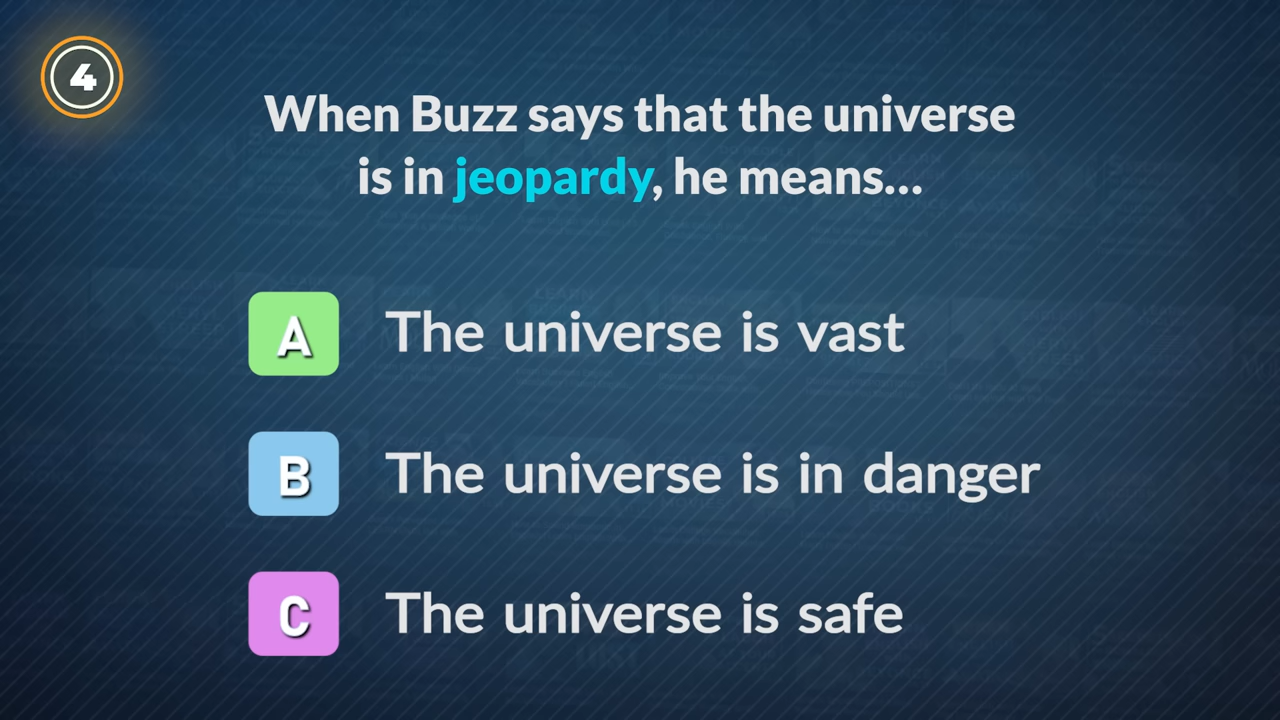 4
When Buzz says that the universe
is in jeopardy, he means...
A The universe is vast
B The universe is in danger
C The universe is safe